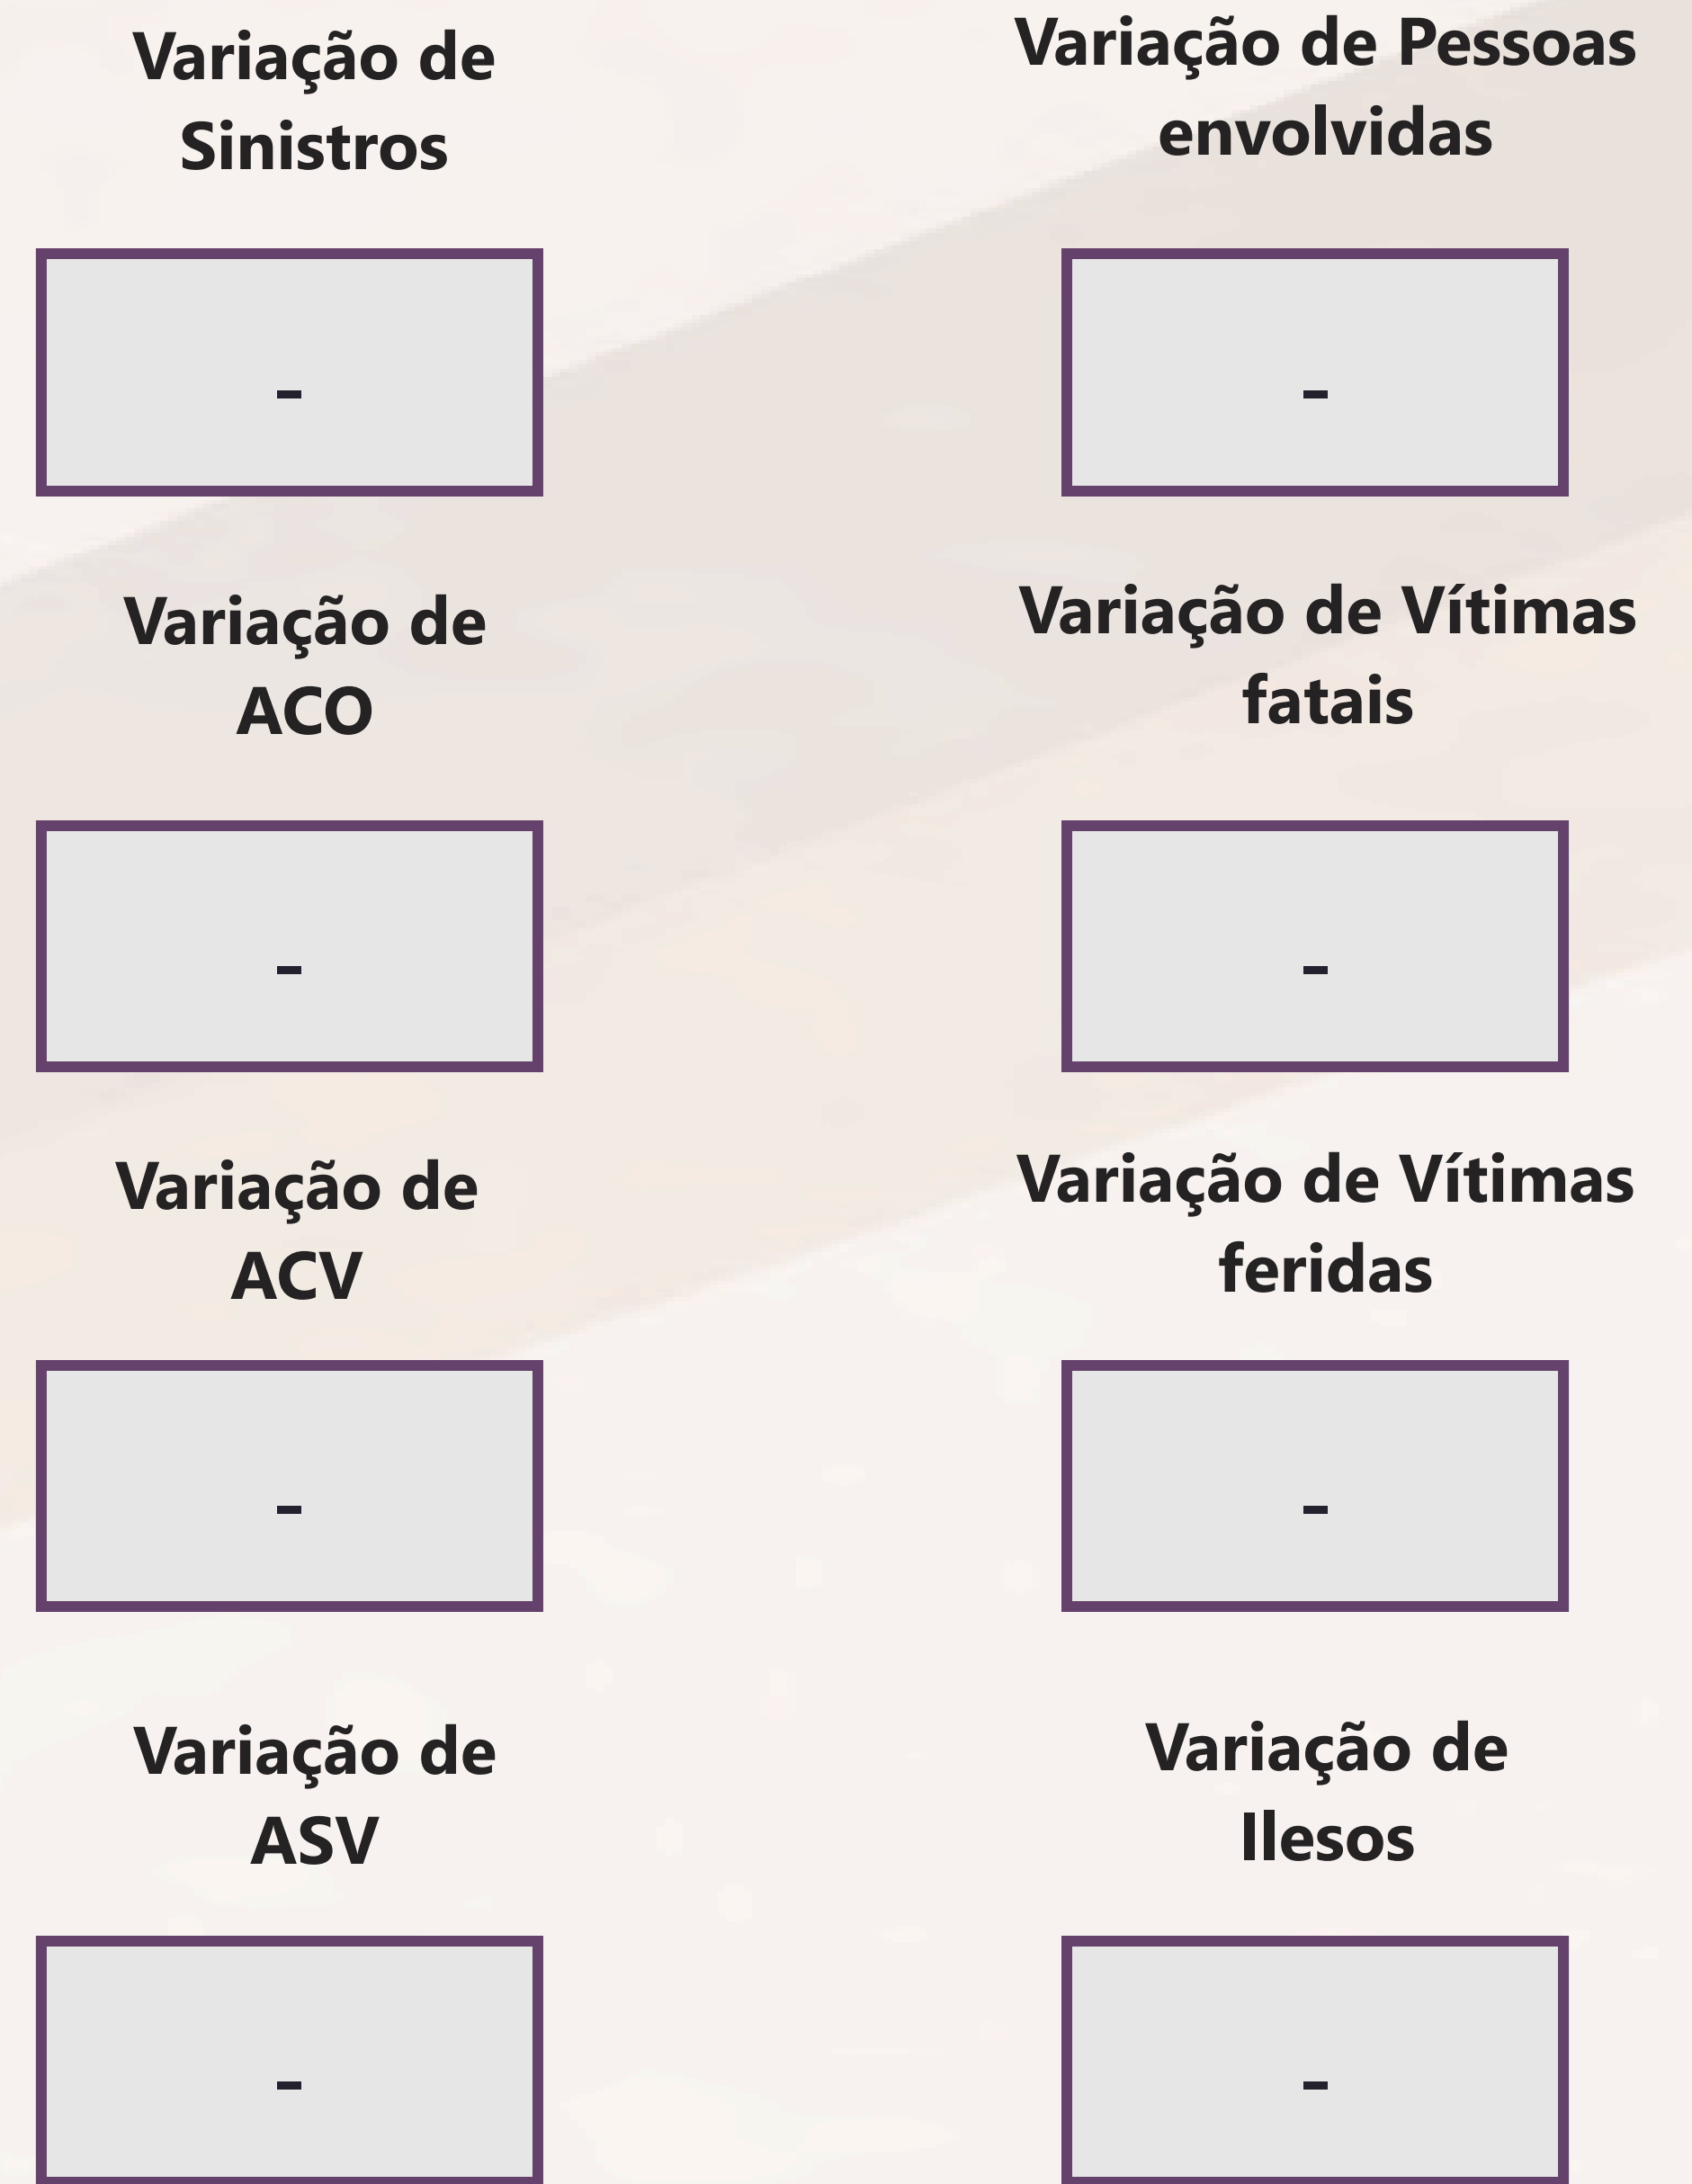 Variação de
Sinistros
-
Variação de Pessoas
envolvidas
-
Variação de
ACO
-
Variação de Vítimas
fatais
-
Variação de
ACV
-
Variação de Vítimas
feridas
-
Variação de
ASV
-
Variação de
Ilesos
-